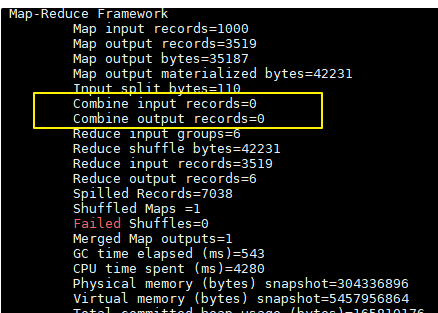 Map-Reduce Framework
Map input records=1000
Map output records=3519
Map output bytes=35187
Map output materialized bytes=42231
Input split bytes=110
Combine input records=0
Combine output records=0
Reduce input groups=6
Reduce shuffle bytes=42231
Reduce input records=3519
Reduce output records=6
Spilled Records=7038
Shuffled Maps =1
Failed Shuffles=0
Merged Map outputs=1
GC time elapsed (ms)=543
CPU time spent (ms)=4280
Physical memory (bytes) snapshot=304336896
Virtual memory (bytes) snapshot=5457956864
Total committed heap usage (bytes)=165810176